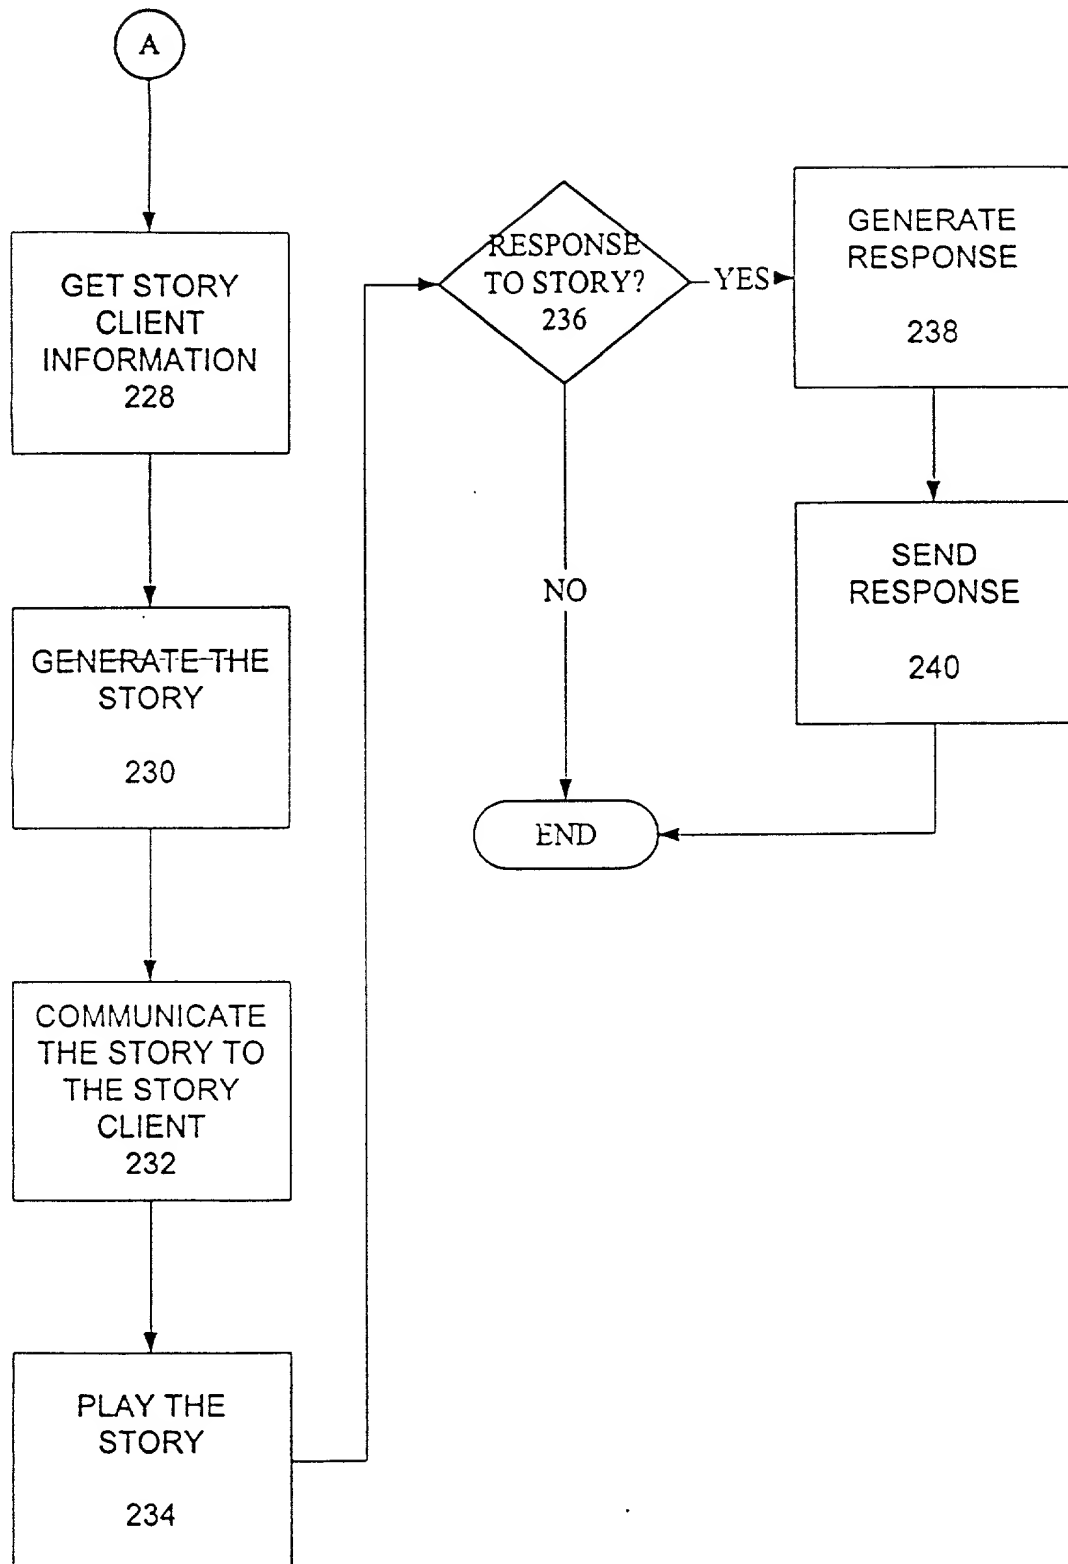 A
GET STORY
CLIENT
INFORMATION
228
GENERATE THE
STORY
230
COMMUNICATE
THE STORY TO
THE STORY
CLIENT
232
PLAY THE
STORY
234
RESPONSE
TO STORY?
236
YES
NO
GENERATE
RESPONSE
238
SEND
RESPONSE
240
END